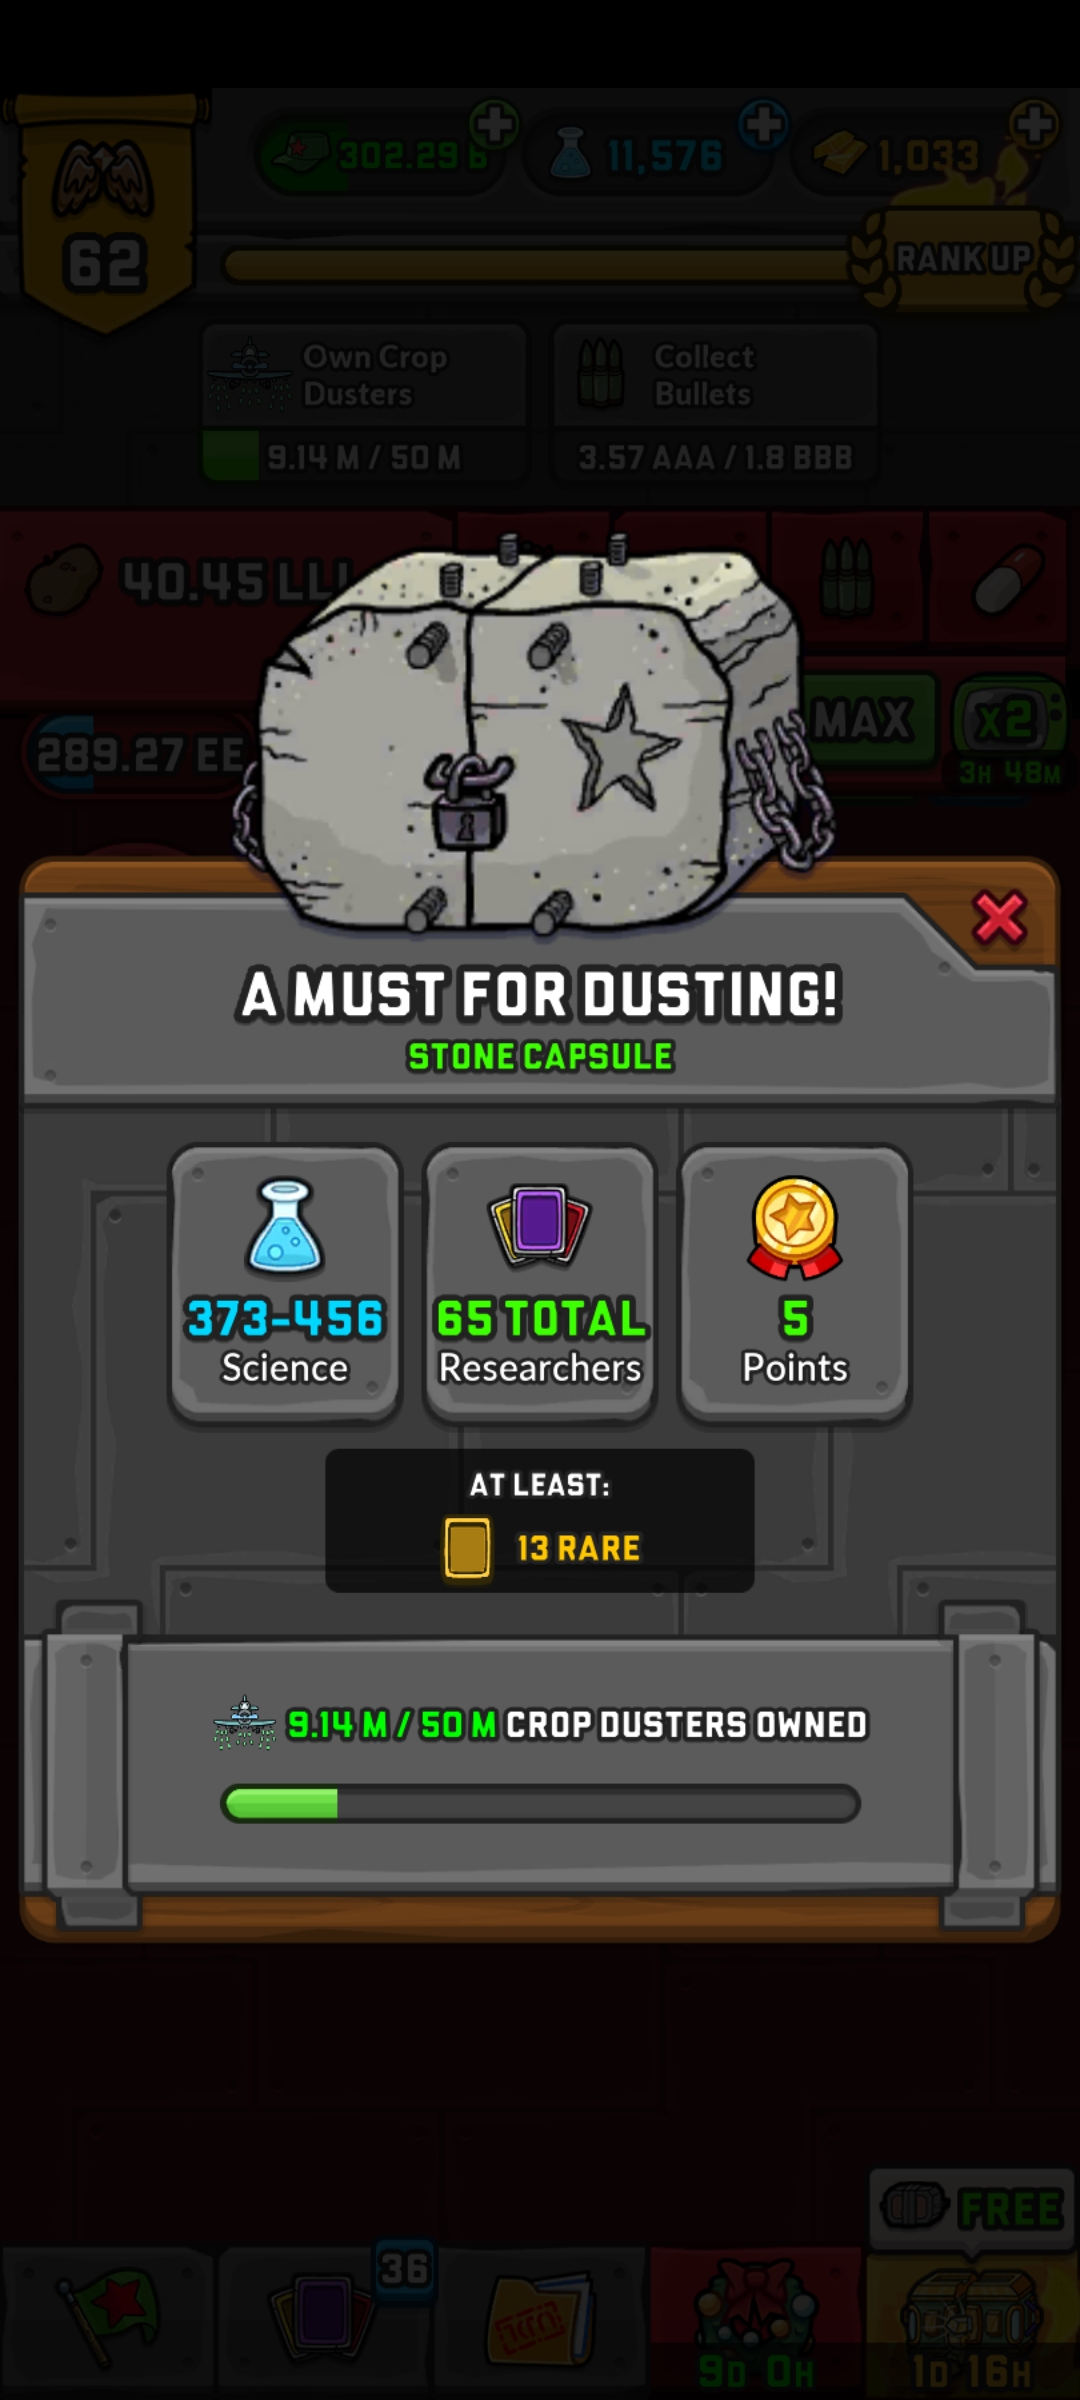 302.29 B
11,576
1,033
62
RANK UP
Own Crop
Dusters
Collect
Bullets
9.14 M / 50 M
3.57 AAA / 1.8 BBB
40.45 LLL
289.27 EE
MAX
X2
3H 48M
A MUST FOR DUSTING!
STONE CAPSULE
373-456
Science
65 TOTAL
Researchers
5
Points
AT LEAST:
13 RARE
9.14 M / 50 M CROP DUSTERS OWNED
FREE
36
9D 0H
1D 16H